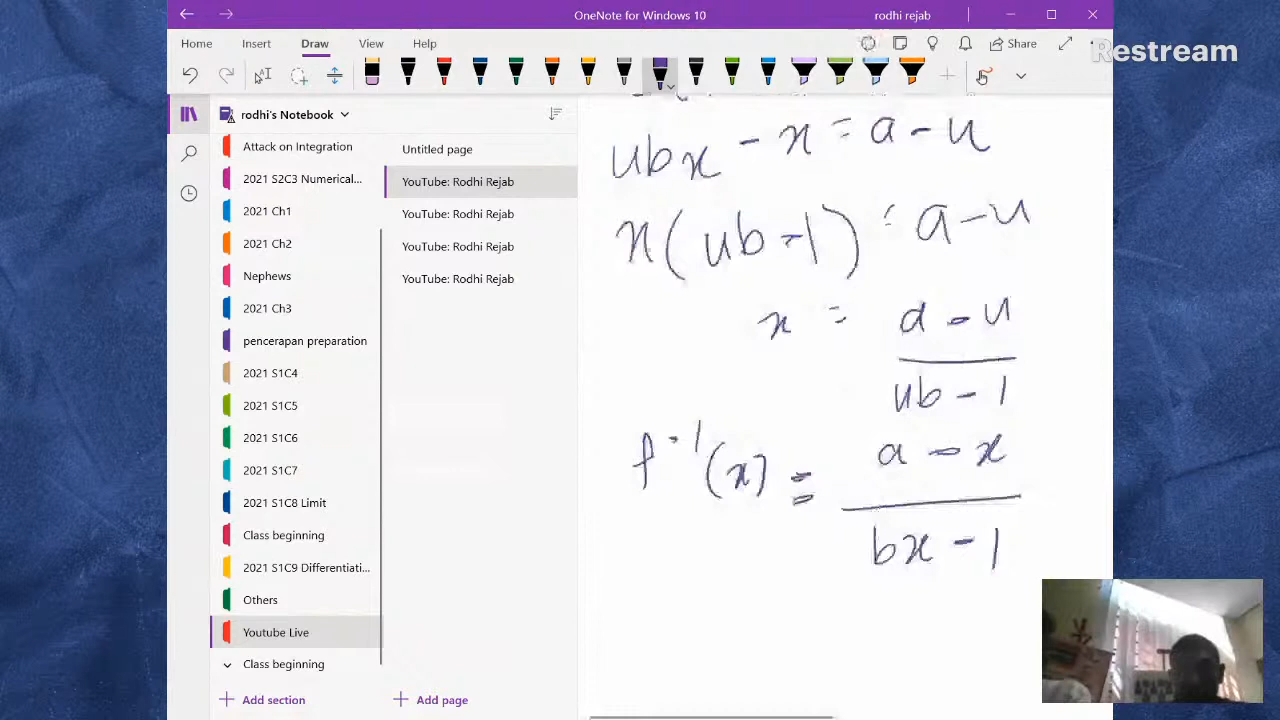 OneNote for Windows 10
rodhi rejab
Home Insert Draw View Help
Share
Restream
rodhi's Notebook
Attack on Integration
2021 S2C3 Numerical...
2021 Ch1
2021 Ch2
Nephews
2021 Ch3
pencerapan preparation
2021 S1C4
2021 S1C5
2021 S1C6
2021 S1C7
2021 S1C8 Limit
Class beginning
2021 S1C9 Differentiati...
Others
Youtube Live
Class beginning
Add section
Untitled page
YouTube: Rodhi Rejab
YouTube: Rodhi Rejab
YouTube: Rodhi Rejab
YouTube: Rodhi Rejab
Add page
ubx - x = a - u
x(ub-1) = a-u
x = a - u
ub - 1
f⁻¹(x) = a - x
bx - 1